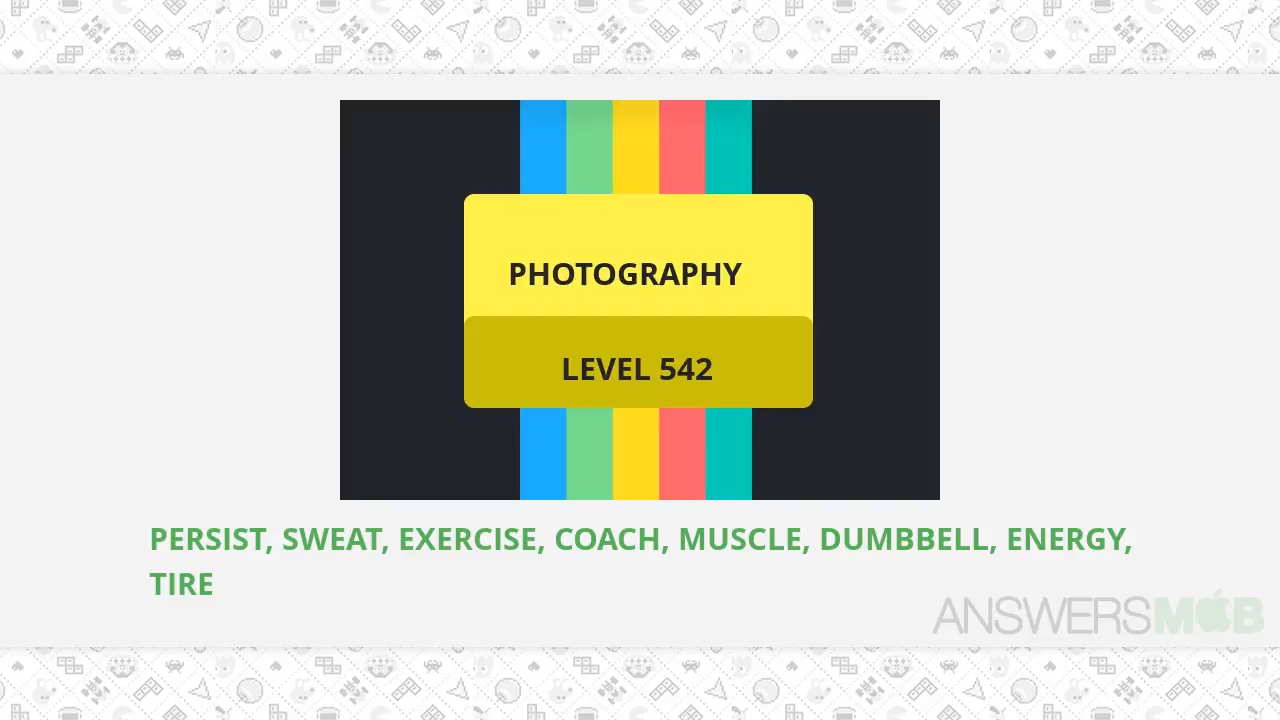 PHOTOGRAPHY
LEVEL 542
PERSIST, SWEAT, EXERCISE, COACH, MUSCLE, DUMBBELL, ENERGY,
TIRE
ANSWERSMOB